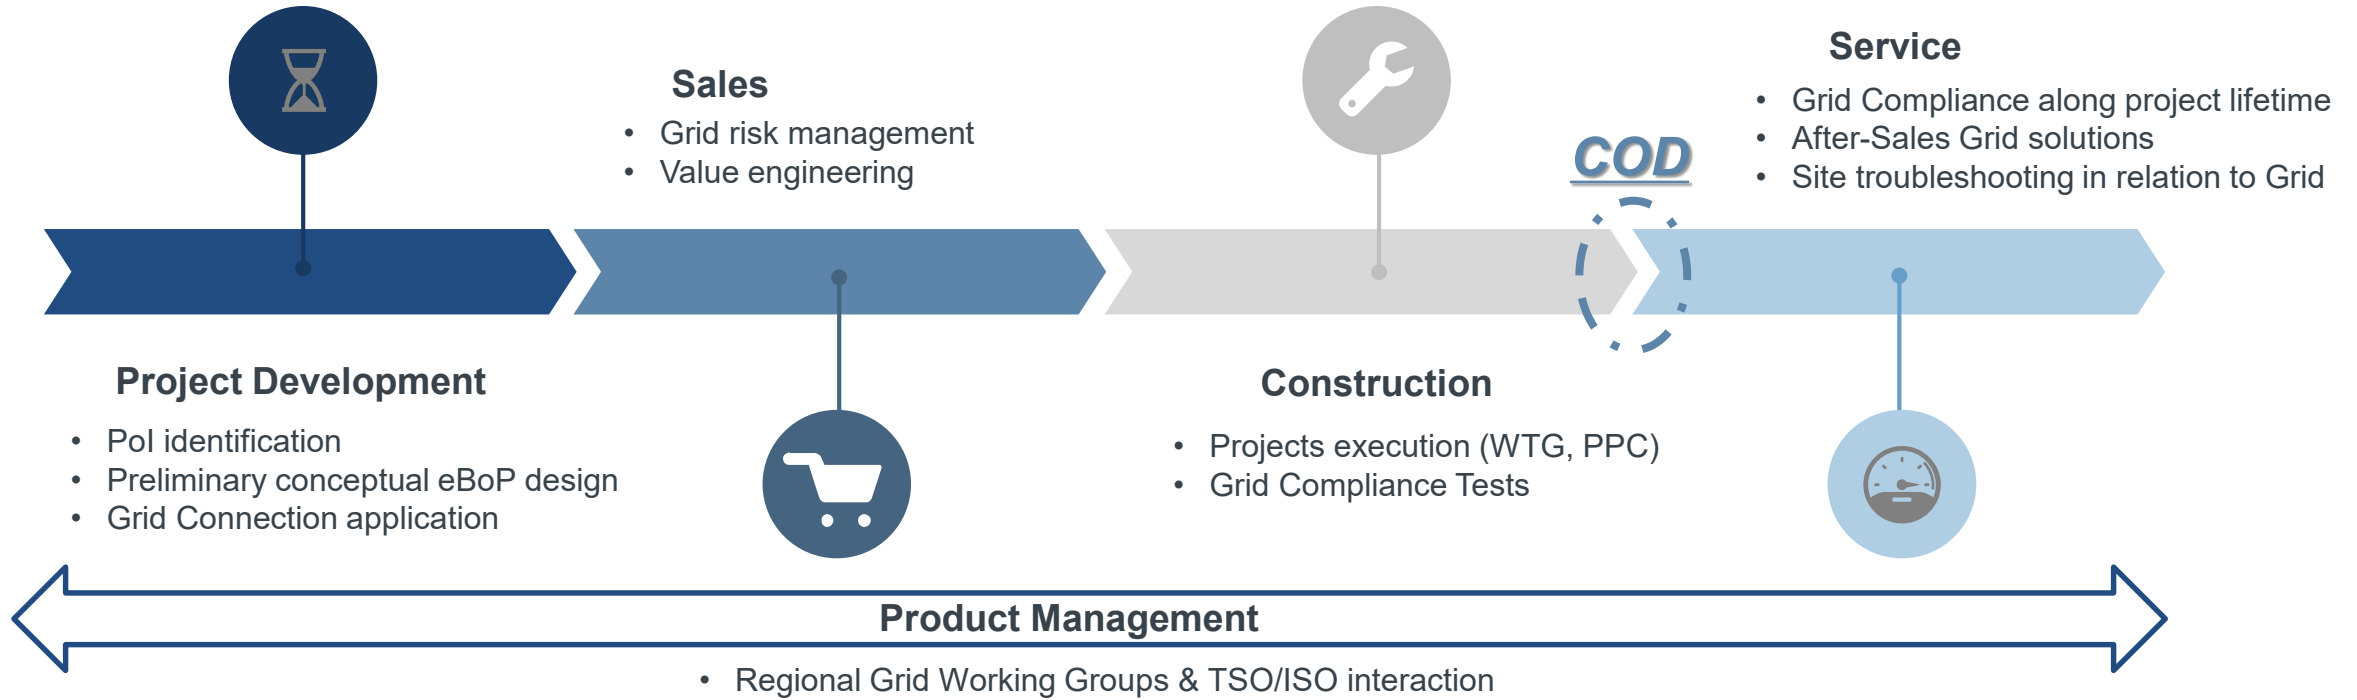 Sales
• Grid risk management
• Value engineering
Service
• Grid Compliance along project lifetime
• After-Sales Grid solutions
• Site troubleshooting in relation to Grid
COD
Project Development
• PoI identification
• Preliminary conceptual eBoP design
• Grid Connection application
Construction
• Projects execution (WTG, PPC)
• Grid Compliance Tests
Product Management
• Regional Grid Working Groups & TSO/ISO interaction